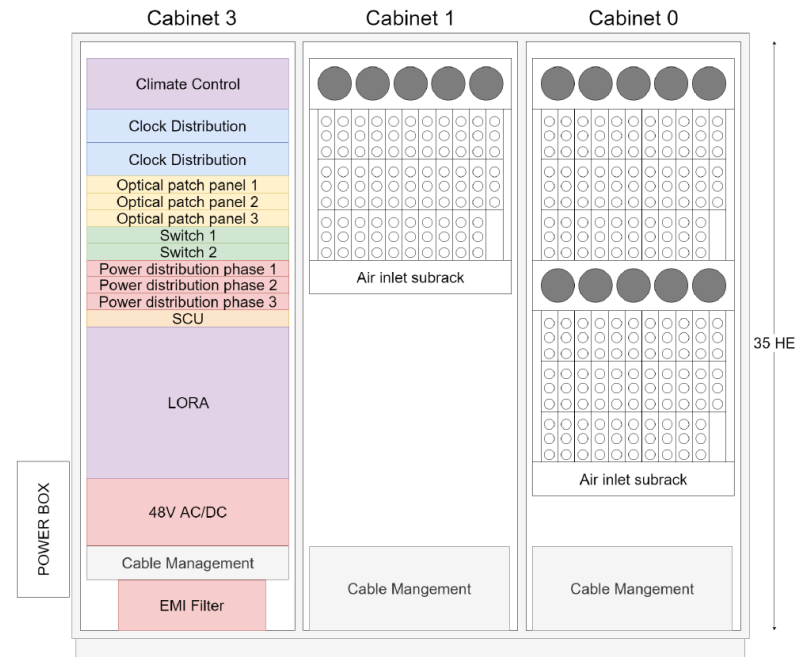 Cabinet 3
Cabinet 1
Cabinet 0
Climate Control
Clock Distribution
Clock Distribution
Optical patch panel 1
Optical patch panel 2
Optical patch panel 3
Switch 1
Switch 2
Power distribution phase 1
Power distribution phase 2
Power distribution phase 3
SCU
LORA
48V AC/DC
Cable Management
EMI Filter
POWER BOX
Air inlet subrack
Cable Mangement
Air inlet subrack
Cable Mangement
35 HE